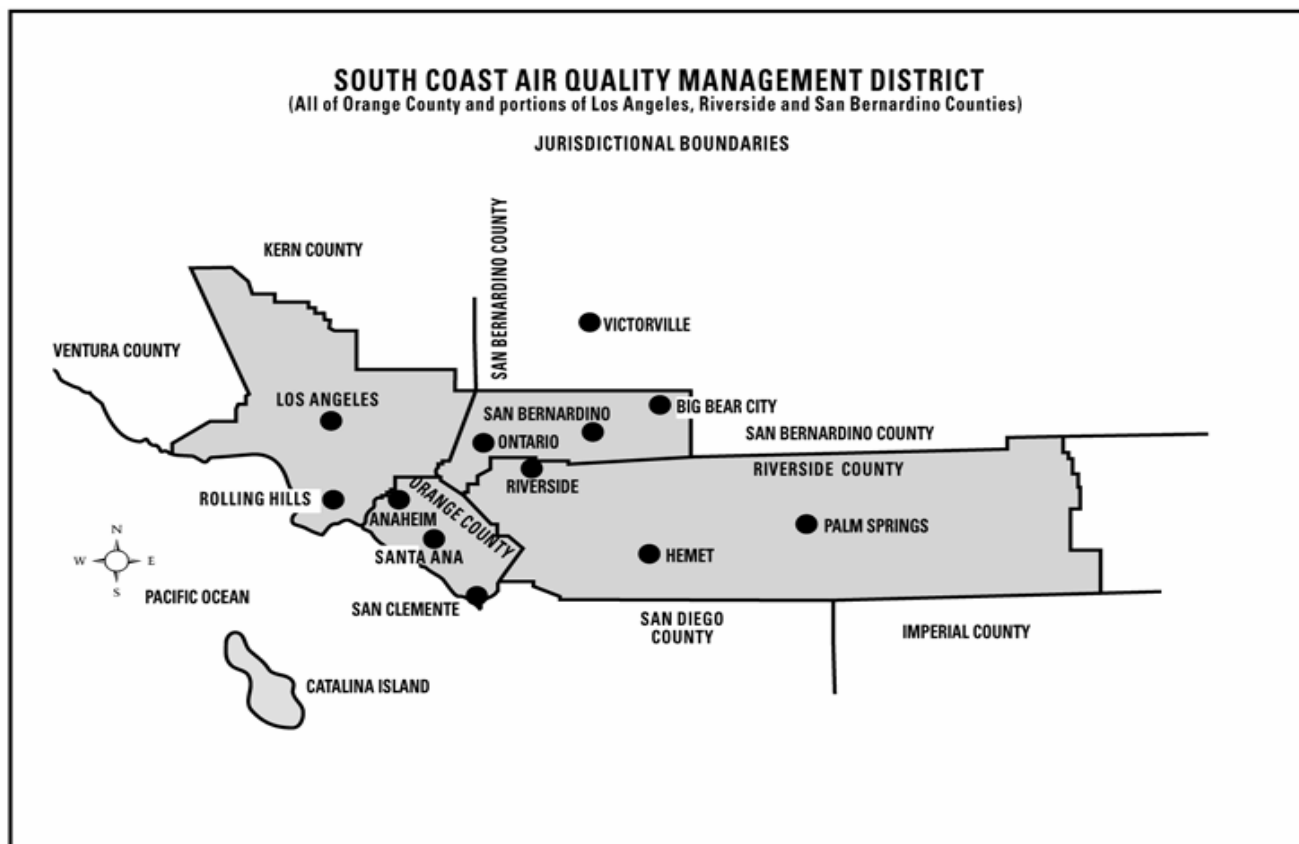 SOUTH COAST AIR QUALITY MANAGEMENT DISTRICT
(All of Orange County and portions of Los Angeles, Riverside and San Bernardino Counties)
JURISDICTIONAL BOUNDARIES
KERN COUNTY
SAN BERNARDINO COUNTY
VICTORVILLE
VENTURA COUNTY
LOS ANGELES
SAN BERNARDINO
BIG BEAR CITY
ONTARIO
SAN BERNARDINO COUNTY
RIVERSIDE COUNTY
RIVERSIDE
ROLLING HILLS
ORANGE COUNTY
ANAHEIM
PALM SPRINGS
SANTA ANA
HEMET
N
W
E
S
PACIFIC OCEAN
SAN CLEMENTE
SAN DIEGO
COUNTY
IMPERIAL COUNTY
CATALINA ISLAND